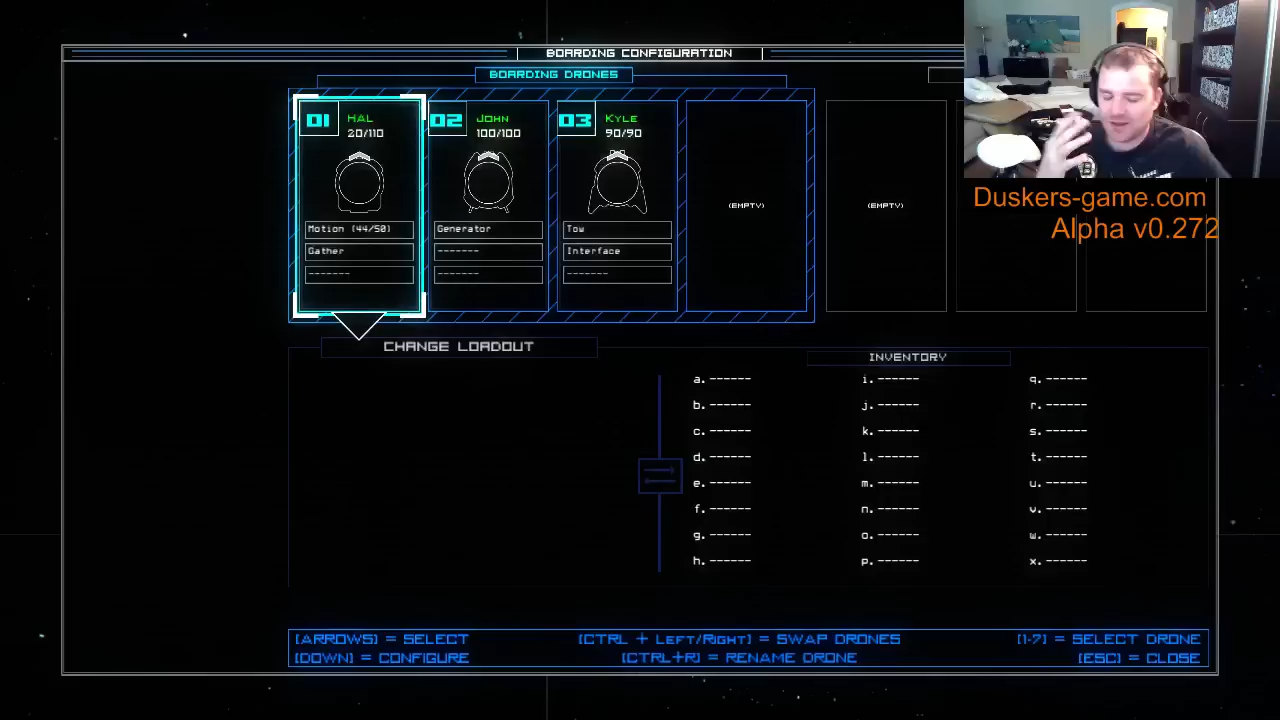 BOARDING CONFIGURATION
BOARDING DRONES
01 HAL
20/110
Motion (44/50)
Gather
-------
02 JOHN
100/100
Generator
-------
-------
03 KYLE
90/90
Tow
Interface
-------
(EMPTY)
(EMPTY)
Duskers-game.com
Alpha v0.272
CHANGE LOADOUT
INVENTORY
a. ------
b. ------
c. ------
d. ------
e. ------
f. ------
g. ------
h. ------
i. ------
j. ------
k. ------
l. ------
m. ------
n. ------
o. ------
p. ------
q. ------
r. ------
s. ------
t. ------
u. ------
v. ------
w. ------
x. ------
[ARROWS] = SELECT
[CTRL + LEFT/RIGHT] = SWAP DRONES
[1-7] = SELECT DRONE
[DOWN] = CONFIGURE
[CTRL+R] = RENAME DRONE
[ESC] = CLOSE